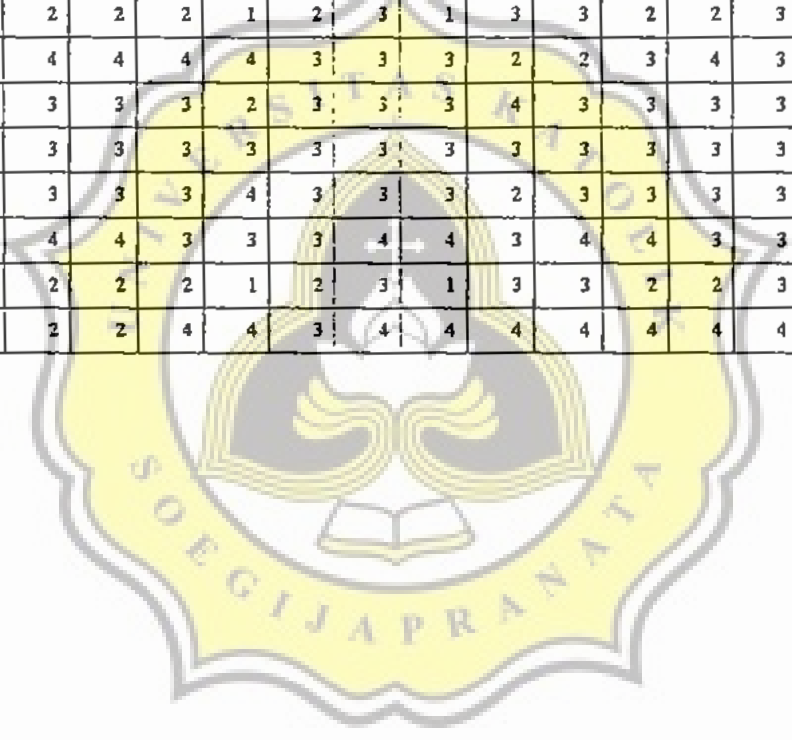 2 2 2 1 2 3 1 3 3 2 2 3
4 4 4 4 3 3 3 2 2 3 4 3
3 3 3 2 3 3 3 4 3 3 3 3
3 3 3 3 3 3 3 3 3 3 3 3
3 3 3 4 3 3 3 2 3 3 3 3
4 4 3 3 3 4 4 3 4 4 3 3
2 2 2 1 2 3 1 3 3 2 2 3
2 2 4 4 3 4 4 4 4 4 4 4
UNIVERSITAS KATOLIK
SOEGIJAPRANATA